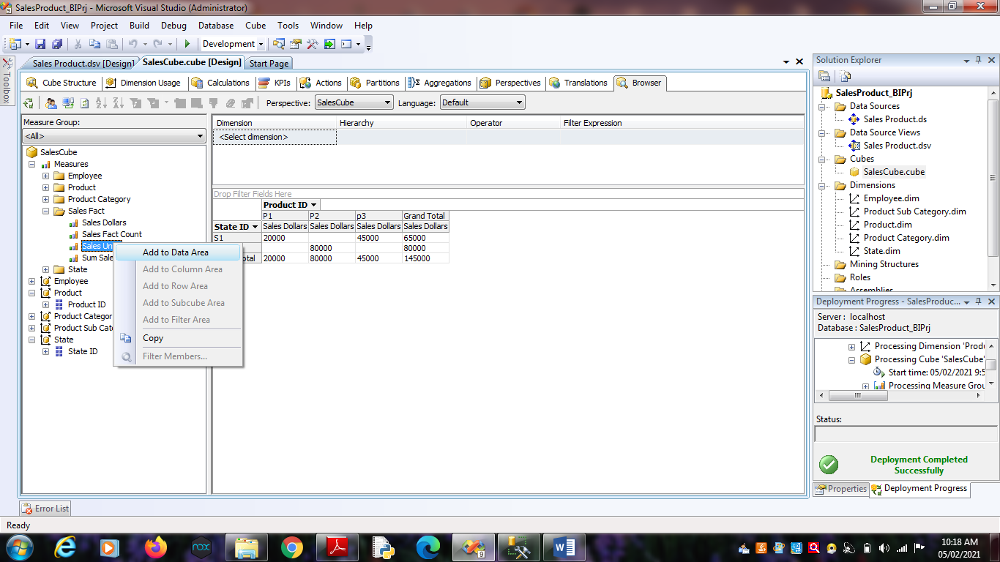 SalesProduct_BIPrj - Microsoft Visual Studio (Administrator)
File Edit View Project Build Debug Database Cube Tools Window Help
Development
Sales Product.dsv [Design] SalesCube.cube [Design] Start Page
Toolbox
Cube Structure Dimension Usage Calculations KPIs Actions Partitions Aggregations Perspectives Translations Browser
Perspective: SalesCube Language: Default
Measure Group:
<All>
SalesCube
Measures
Employee
Product
Product Category
Sales Fact
Sales Dollars
Sales Fact Count
Sales Un
Sum Sale
State
Employee
Product
Product ID
Product Categor
Product Sub Cate
State
State ID
Add to Data Area
Add to Column Area
Add to Row Area
Add to Subcube Area
Add to Filter Area
Copy
Filter Members...
Dimension Hierarchy Operator Filter Expression
<Select dimension>
Drop Filter Fields Here
Product ID
P1 P2 p3 Grand Total
State ID Sales Dollars Sales Dollars Sales Dollars Sales Dollars
S1 20000 45000 65000
80000 80000
otal 20000 80000 45000 145000
Solution Explorer
SalesProduct_BIPrj
Data Sources
Sales Product.ds
Data Source Views
Sales Product.dsv
Cubes
SalesCube.cube
Dimensions
Employee.dim
Product Sub Category.dim
Product.dim
Product Category.dim
State.dim
Mining Structures
Roles
Assemblies
Deployment Progress - SalesProduc...
Server : localhost
Database : SalesProduct_BIPrj
Processing Dimension 'Produ
Processing Cube 'SalesCube'
Start time: 05/02/2021 9:5
Processing Measure Grou
Status:
Deployment Completed
Successfully
Properties Deployment Progress
Error List
Ready
nox
9
W
10:18 AM
05/02/2021